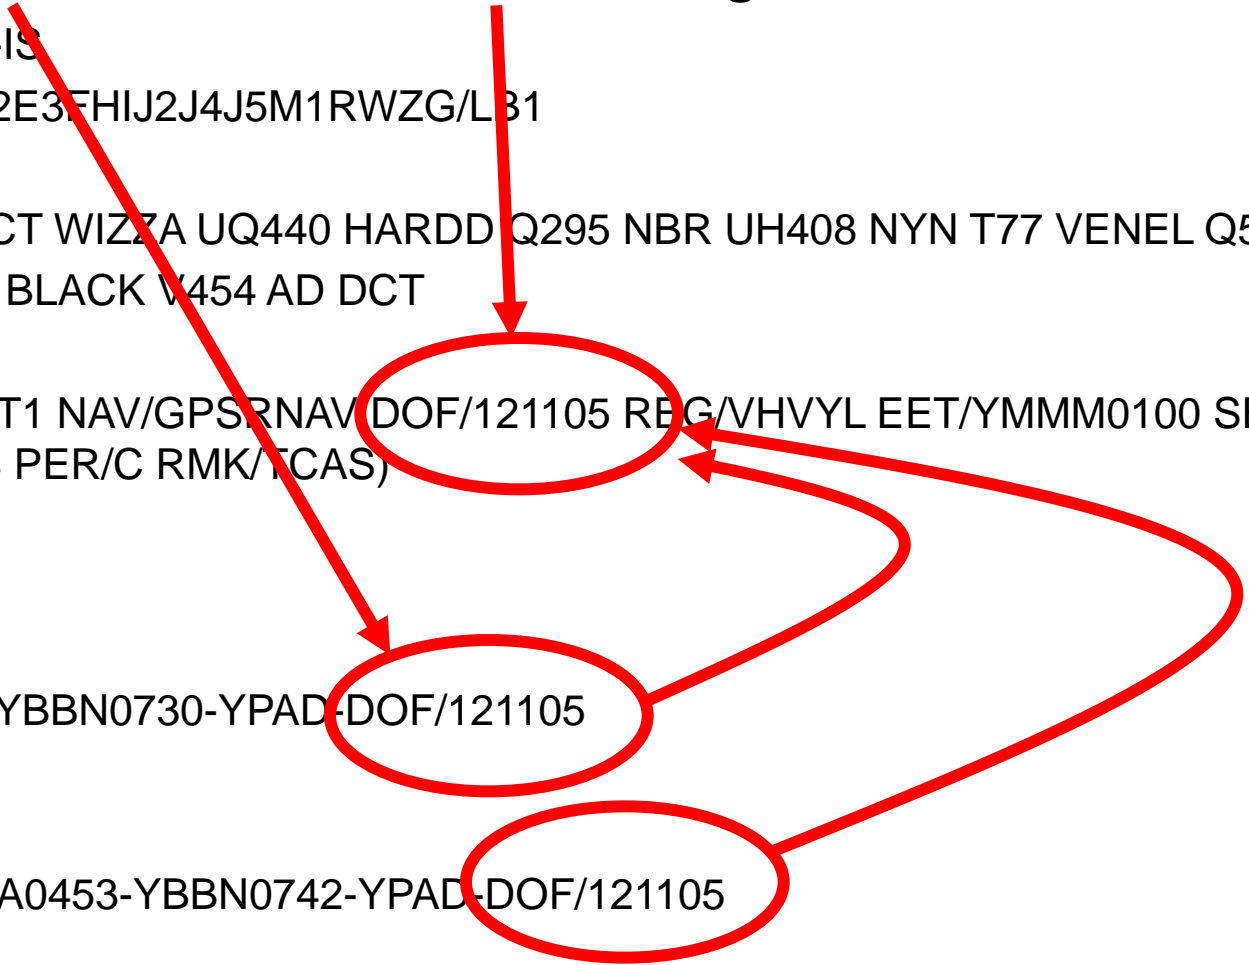 -IS
2E3FHIJ2J4J5M1RWZG/LB1
CT WIZZA UQ440 HARDD Q295 NBR UH408 NYN T77 VENEL Q5
BLACK V454 AD DCT
T1 NAV/GPSRNAV DOF/121105 REG/VHVYL EET/YMMM0100 SE
PER/C RMK/TCAS)
YBBN0730-YPAD-DOF/121105
A0453-YBBN0742-YPAD-DOF/121105